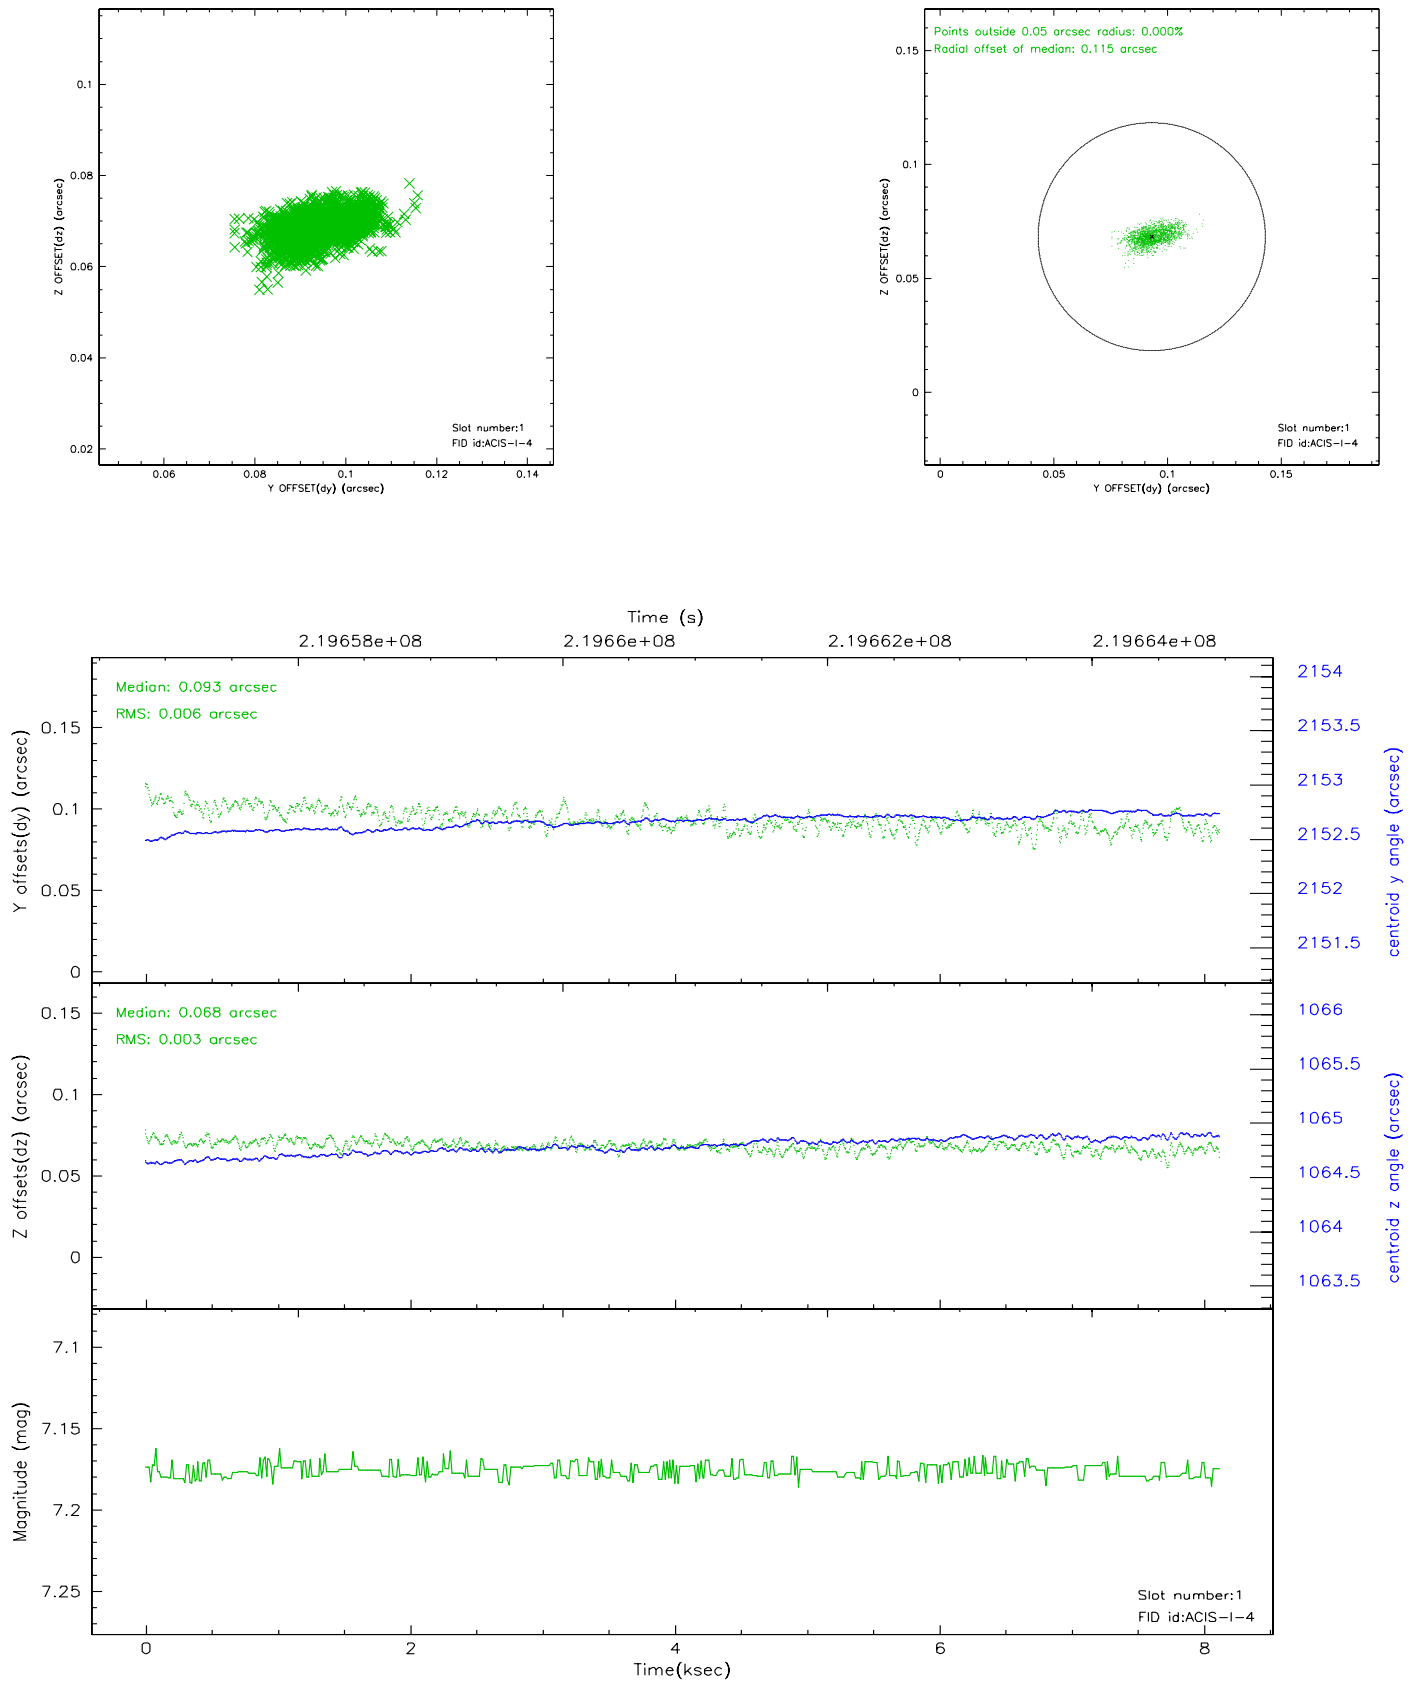 0.1
0.08
0.06
0.04
0.02
Z OFFSET(dz) (arcsec)
Slot number:1
FID id:ACIS-I-4
0.06 0.08 0.1 0.12 0.14
Y OFFSET(dy) (arcsec)
Points outside 0.05 arcsec radius: 0.000%
Radial offset of median: 0.115 arcsec
0.15
0.1
0.05
0
Z OFFSET(dz) (arcsec)
Slot number:1
FID id:ACIS-I-4
0 0.05 0.1 0.15
Y OFFSET(dy) (arcsec)
Time (s)
2.19658e+08 2.1966e+08 2.19662e+08 2.19664e+08
Median: 0.093 arcsec
RMS: 0.006 arcsec
0.15
0.1
0.05
0
Y offsets(dy) (arcsec)
2154
2153.5
2153
2152.5
2152
2151.5
centroid y angle (arcsec)
Median: 0.068 arcsec
RMS: 0.003 arcsec
0.15
0.1
0.05
0
Z offsets(dz) (arcsec)
1066
1065.5
1065
1064.5
1064
1063.5
centroid z angle (arcsec)
7.1
7.15
7.2
7.25
Magnitude (mag)
Slot number:1
FID id:ACIS-I-4
0 2 4 6 8
Time(ksec)